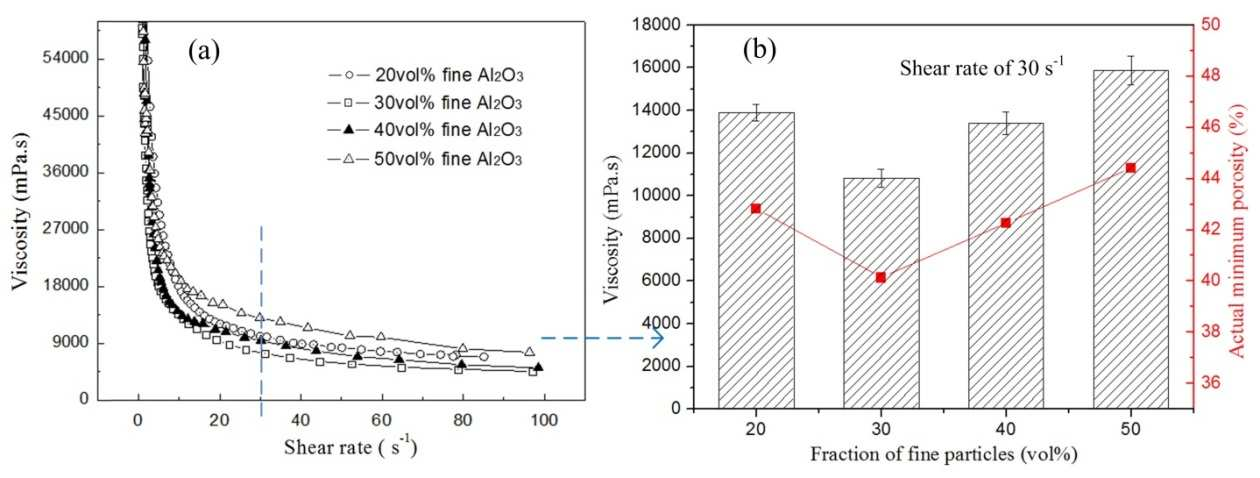 (a)
20vol% fine Al₂O₃
30vol% fine Al₂O₃
40vol% fine Al₂O₃
50vol% fine Al₂O₃
54000
45000
36000
27000
18000
9000
0
Viscosity (mPa.s)
0 20 40 60 80 100
Shear rate ( s⁻¹)
(b)
Shear rate of 30 s⁻¹
18000
16000
14000
12000
10000
8000
6000
4000
2000
0
Viscosity (mPa.s)
50
48
46
44
42
40
38
36
Actual minimum porosity (%)
20 30 40 50
Fraction of fine particles (vol%)